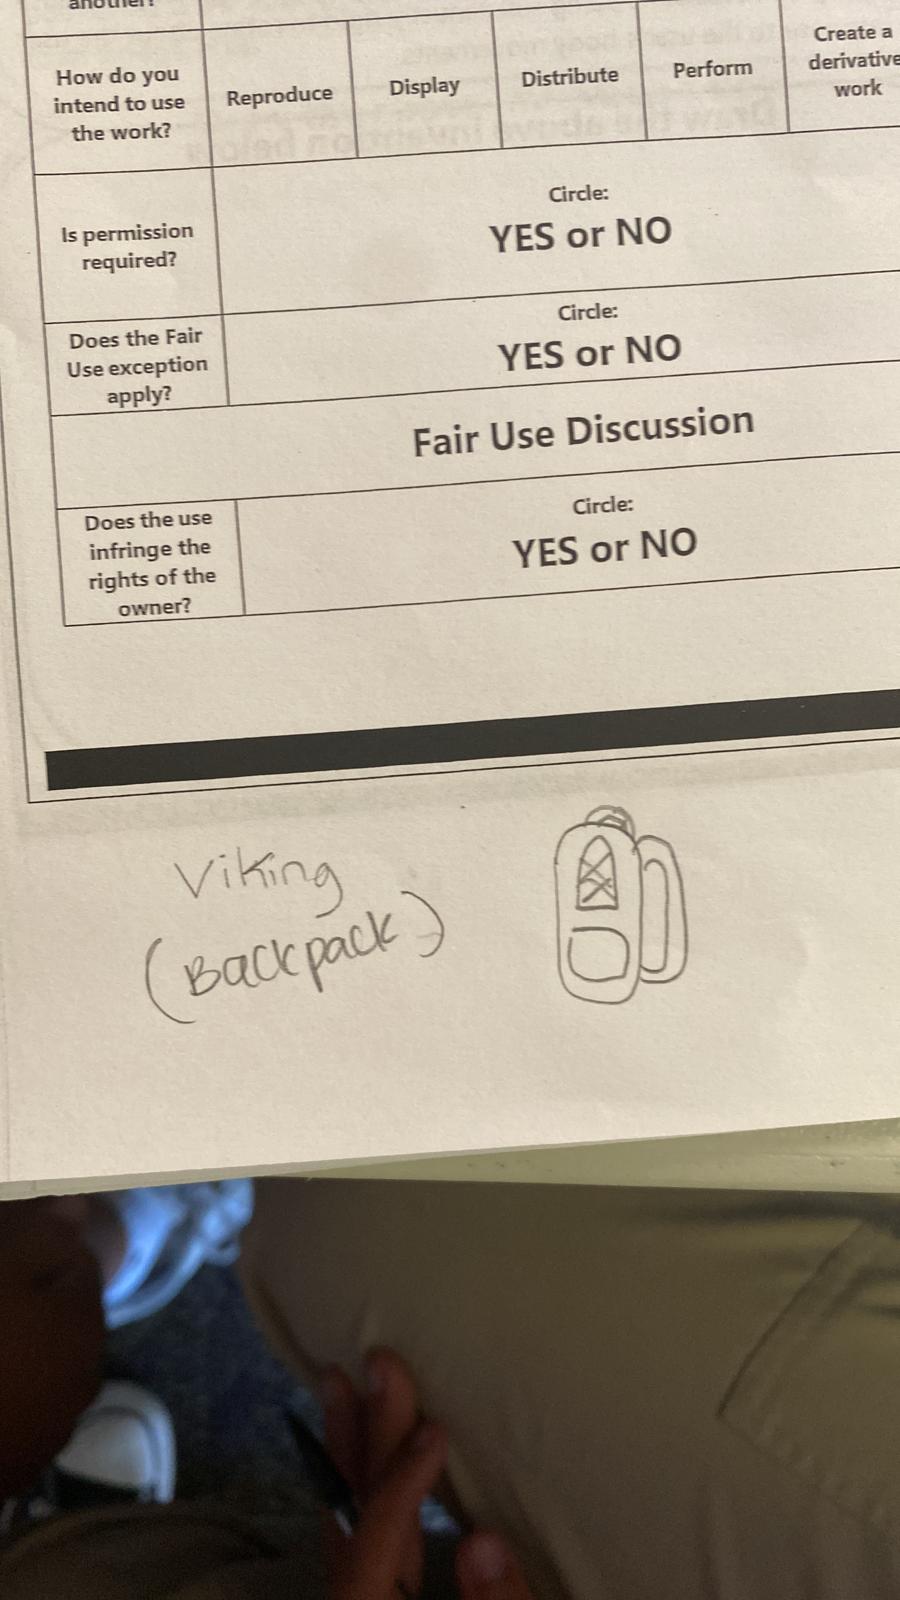 another?
How do you
intend to use
the work?
Reproduce
Display
Distribute
Perform
Create a
derivative
work
Is permission
required?
Circle:
YES or NO
Does the Fair
Use exception
apply?
Circle:
YES or NO
Fair Use Discussion
Does the use
infringe the
rights of the
owner?
Circle:
YES or NO
Viking
(Backpack)